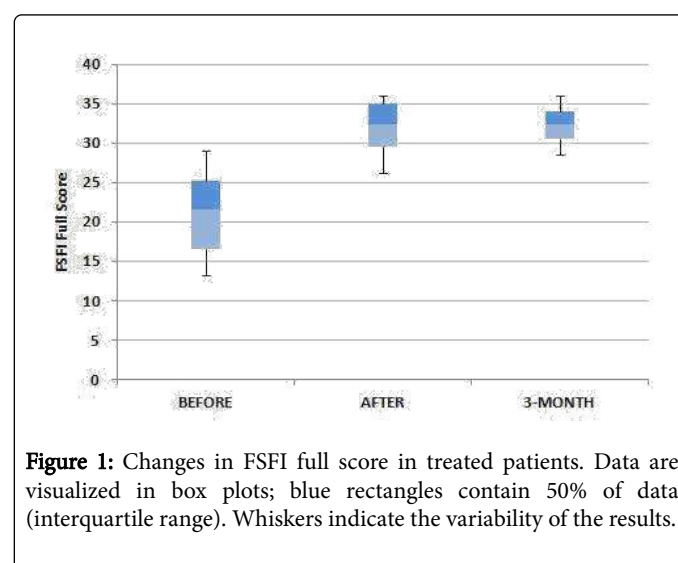 40
35
30
25
20
15
10
5
0
FSFI Full Score
BEFORE AFTER 3-MONTH
Figure 1: Changes in FSFI full score in treated patients. Data are
visualized in box plots; blue rectangles contain 50% of data
(interquartile range). Whiskers indicate the variability of the results.